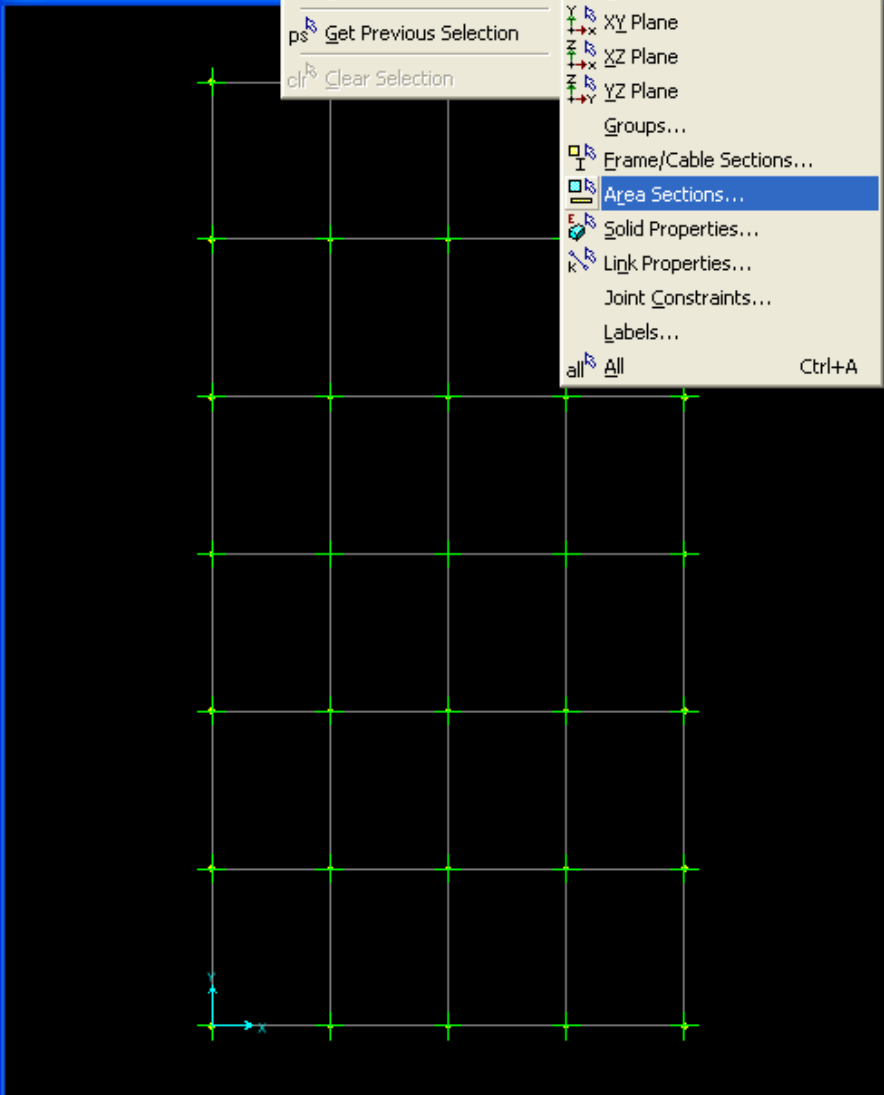 ps Get Previous Selection
clr Clear Selection
Y X XY Plane
Z X XZ Plane
Z Y YZ Plane
Groups...
I Frame/Cable Sections...
Area Sections...
E Solid Properties...
K Link Properties...
Joint Constraints...
Labels...
all All Ctrl+A
Y
X